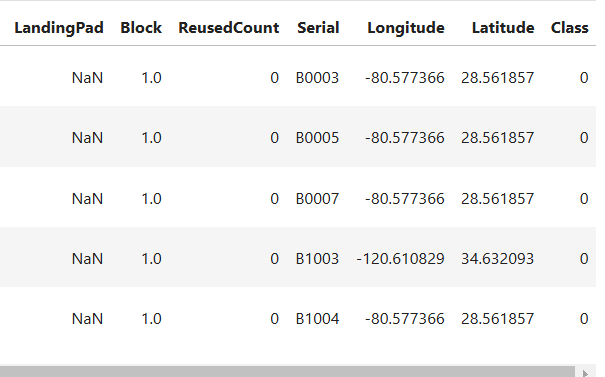 LandingPad Block ReusedCount Serial Longitude Latitude Class
NaN 1.0 0 B0003 -80.577366 28.561857 0
NaN 1.0 0 B0005 -80.577366 28.561857 0
NaN 1.0 0 B0007 -80.577366 28.561857 0
NaN 1.0 0 B1003 -120.610829 34.632093 0
NaN 1.0 0 B1004 -80.577366 28.561857 0